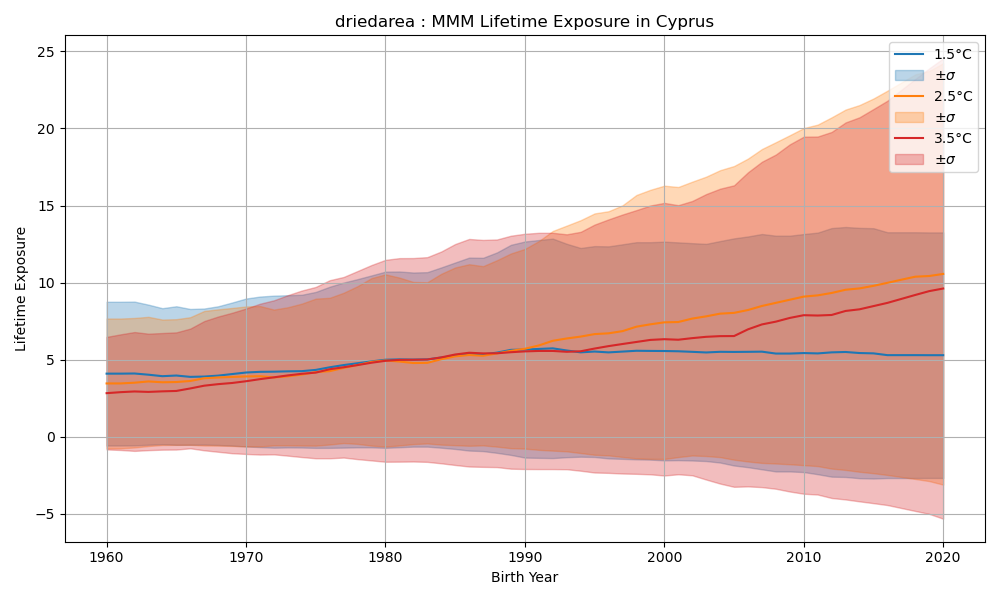 driedarea : MMM Lifetime Exposure in Cyprus
25
20
15
10
5
0
−5
Lifetime Exposure
1960
1970
1980
1990
2000
2010
2020
Birth Year
1.5°C
±σ
2.5°C
±σ
3.5°C
±σ